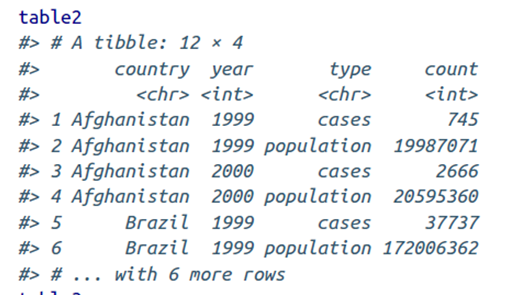 table2
#> # A tibble: 12 × 4
#> country year type count
#> <chr> <int> <chr> <int>
#> 1 Afghanistan 1999 cases 745
#> 2 Afghanistan 1999 population 19987071
#> 3 Afghanistan 2000 cases 2666
#> 4 Afghanistan 2000 population 20595360
#> 5 Brazil 1999 cases 37737
#> 6 Brazil 1999 population 172006362
#> # ... with 6 more rows